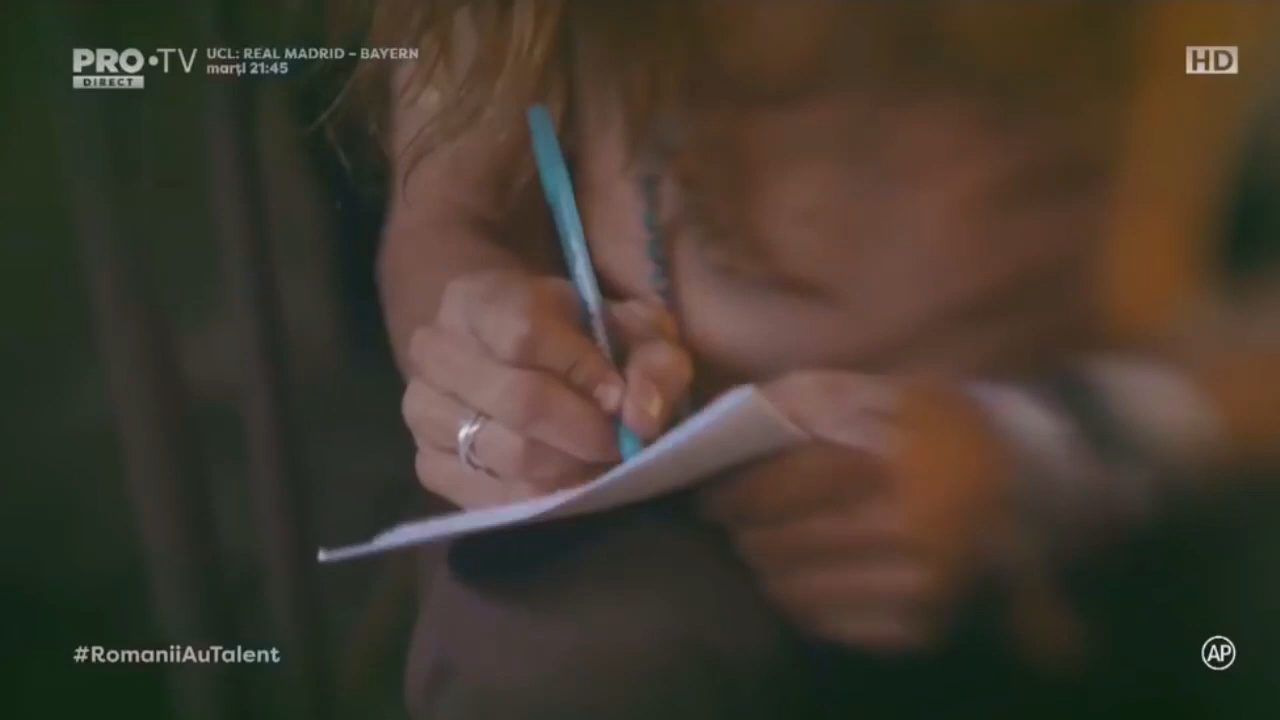 PRO•TV
DIRECT
UCL: REAL MADRID – BAYERN
marți 21:45
HD
#RomaniiAuTalent
AP